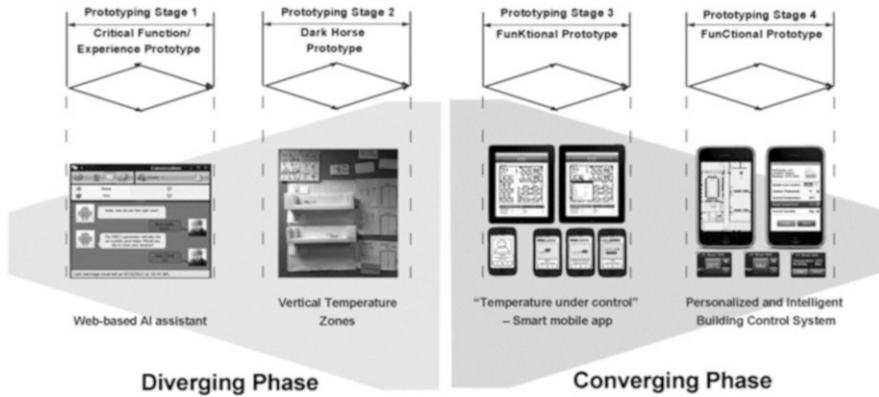 Prototyping Stage 1
Critical Function/
Experience Prototype
Prototyping Stage 2
Dark Horse
Prototype
Prototyping Stage 3
FunKtional Prototype
Prototyping Stage 4
FunCtional Prototype
Conversation
Web-based AI assistant
Vertical Temperature
Zones
“Temperature under control”
– Smart mobile app
Personalized and Intelligent
Building Control System
Diverging Phase
Converging Phase